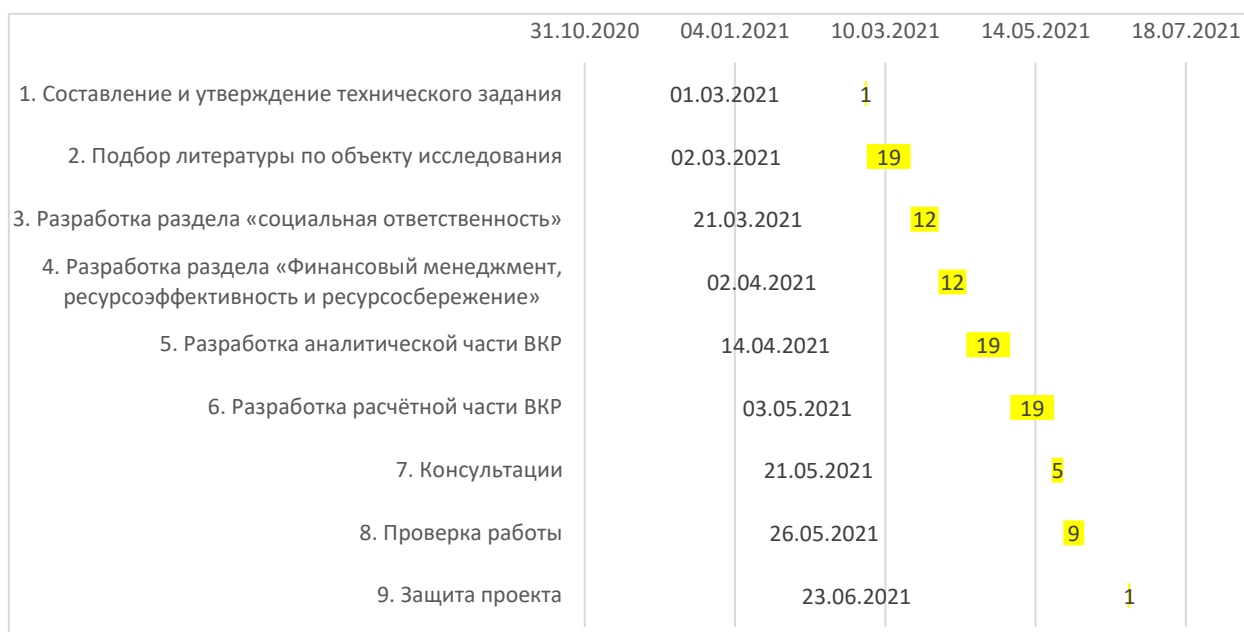 31.10.2020 04.01.2021 10.03.2021 14.05.2021 18.07.2021
1. Составление и утверждение технического задания 01.03.2021 1
2. Подбор литературы по объекту исследования 02.03.2021 19
3. Разработка раздела «социальная ответственность» 21.03.2021 12
4. Разработка раздела «Финансовый менеджмент,
ресурсоэффективность и ресурсосбережение» 02.04.2021 12
5. Разработка аналитической части ВКР 14.04.2021 19
6. Разработка расчётной части ВКР 03.05.2021 19
7. Консультации 21.05.2021 5
8. Проверка работы 26.05.2021 9
9. Защита проекта 23.06.2021 1